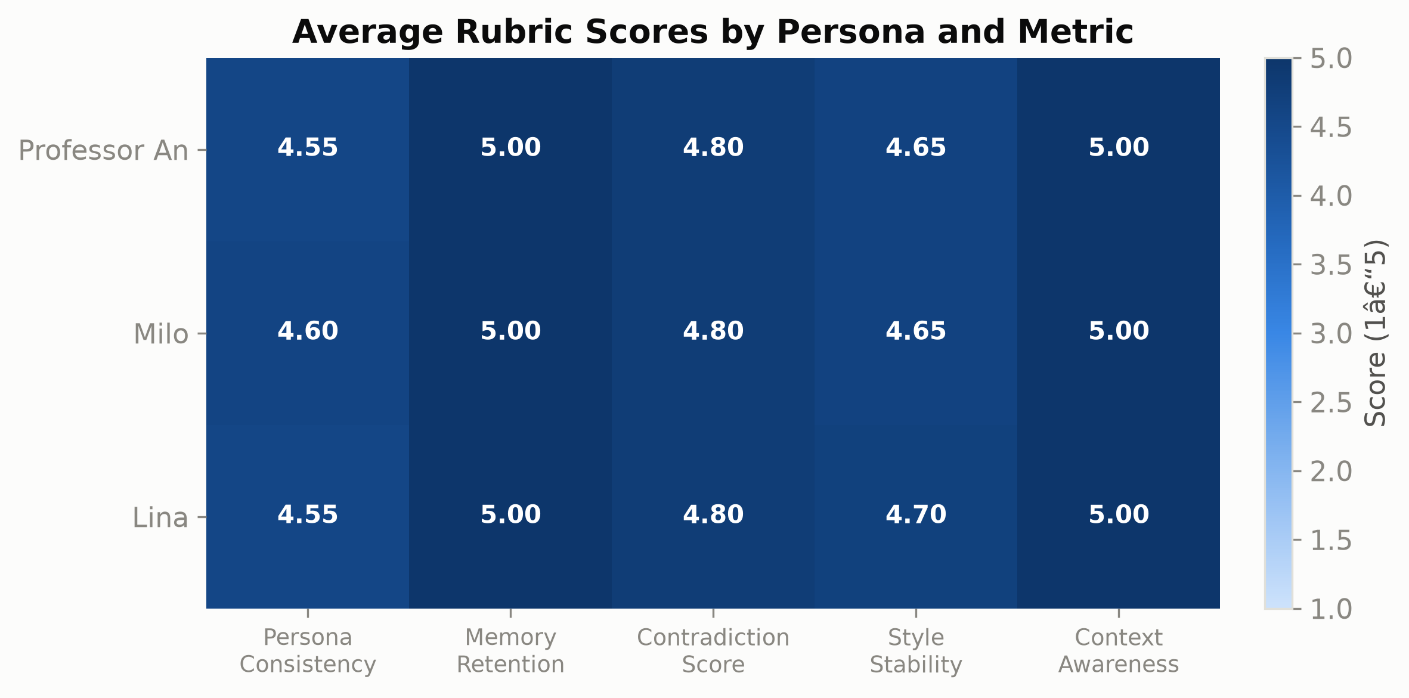 Average Rubric Scores by Persona and Metric
Professor An
4.55
5.00
4.80
4.65
5.00
Milo
4.60
5.00
4.80
4.65
5.00
Lina
4.55
5.00
4.80
4.70
5.00
Persona
Consistency
Memory
Retention
Contradiction
Score
Style
Stability
Context
Awareness
5.0
4.5
4.0
3.5
3.0
2.5
2.0
1.5
1.0
Score (1â€“5)